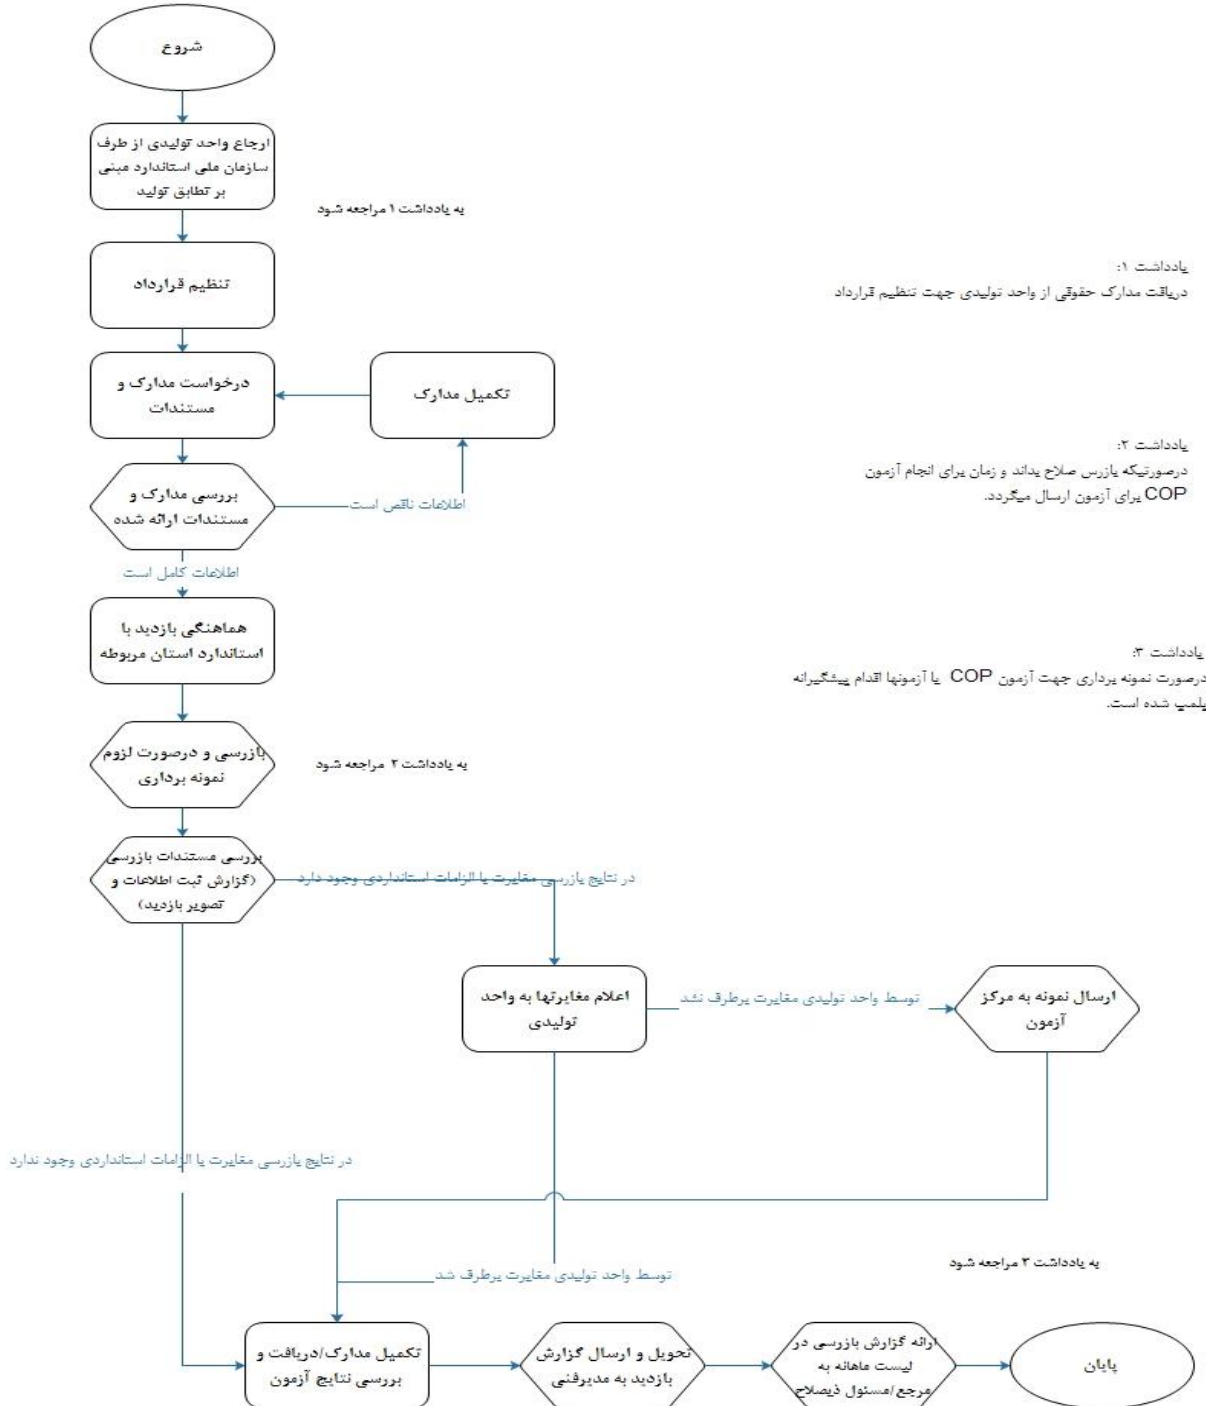 شروع
ارجاع واحد تولیدی از طرف
سازمان ملی استاندارد مبنی
بر تطابق تولید
به یادداشت ۱ مراجعه شود
تنظیم قرارداد
یادداشت ۱:
دریافت مدارک حقوقی از واحد تولیدی جهت تنظیم قرارداد
درخواست مدارک و
مستندات
تکمیل مدارک
یادداشت ۲:
درصورتیکه بازرس صلاح بداند و زمان برای انجام آزمون
COP برای آزمون ارسال میگردد.
بررسی مدارک و
مستندات ارائه شده
اطلاعات ناقص است
اطلاعات کامل است
هماهنگی بازدید با
استاندارد استان مربوطه
یادداشت ۳:
درصورت نمونه برداری جهت آزمون COP یا آزمونها اقدام پیشگیرانه
پلمپ شده است.
بازرسی و درصورت لزوم
نمونه برداری
به یادداشت ۲ مراجعه شود
بررسی مستندات بازرسی
(گزارش ثبت اطلاعات و
تصویر بازدید)
در نتایج بازرسی مغایرت با الزامات استانداردی وجود دارد
اعلام مغایرتها به واحد
تولیدی
توسط واحد تولیدی مغایرت برطرف نشد
ارسال نمونه به مرکز
آزمون
در نتایج بازرسی مغایرت با الزامات استانداردی وجود ندارد
به یادداشت ۳ مراجعه شود
توسط واحد تولیدی مغایرت برطرف شد
تکمیل مدارک/دریافت و
بررسی نتایج آزمون
تحویل و ارسال گزارش
بازدید به مدیرفنی
ارائه گزارش بازرسی در
لیست ماهانه به
مرجع/مسئول ذیصلاح
پایان